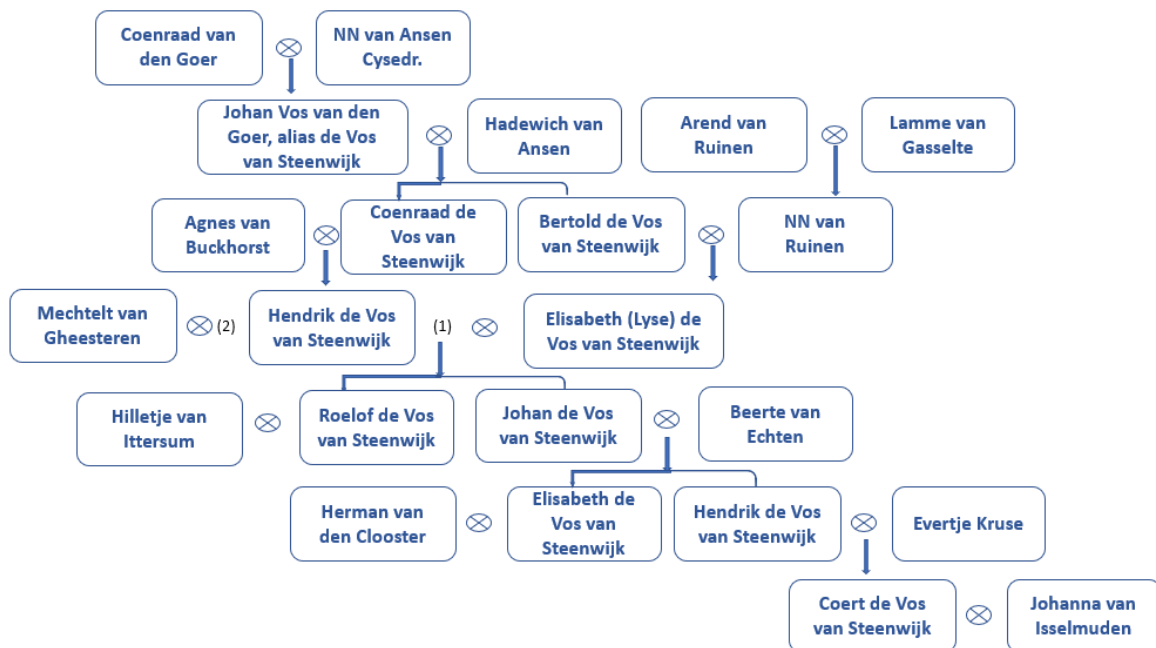 Coenraad van
den Goer
NN van Ansen
Cysedr.
Johan Vos van den
Goer, alias de Vos
van Steenwijk
Hadewich van
Ansen
Arend van
Ruinen
Lamme van
Gasselte
Agnes van
Buckhorst
Coenraad de
Vos van
Steenwijk
Bertold de Vos
van Steenwijk
NN van
Ruinen
Mechtelt van
Gheesteren
(2)
Hendrik de Vos
van Steenwijk
(1)
Elisabeth (Lyse) de
Vos van Steenwijk
Hilletje van
Ittersum
Roelof de Vos
van Steenwijk
Johan de Vos
van Steenwijk
Beerte van
Echten
Herman van
den Clooster
Elisabeth de
Vos van
Steenwijk
Hendrik de Vos
van Steenwijk
Evertje Kruse
Coert de Vos
van Steenwijk
Johanna van
Isselmuden